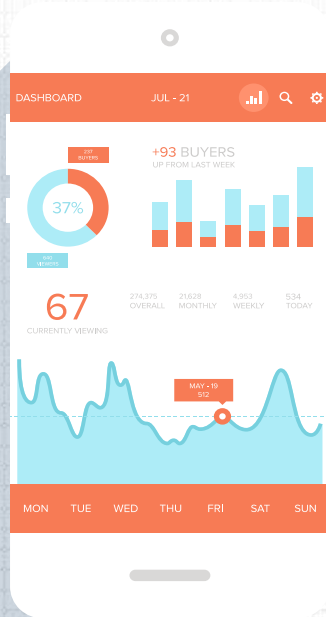 DASHBOARD
JUL - 21
+93 BUYERS
UP FROM LAST WEEK
BUYERS
37%
VIEWERS
67
CURRENTLY VIEWING
274,375
OVERALL
21,628
MONTHLY
4,953
WEEKLY
534
TODAY
MAY - 19
512
MON TUE WED THU FRI SAT SUN